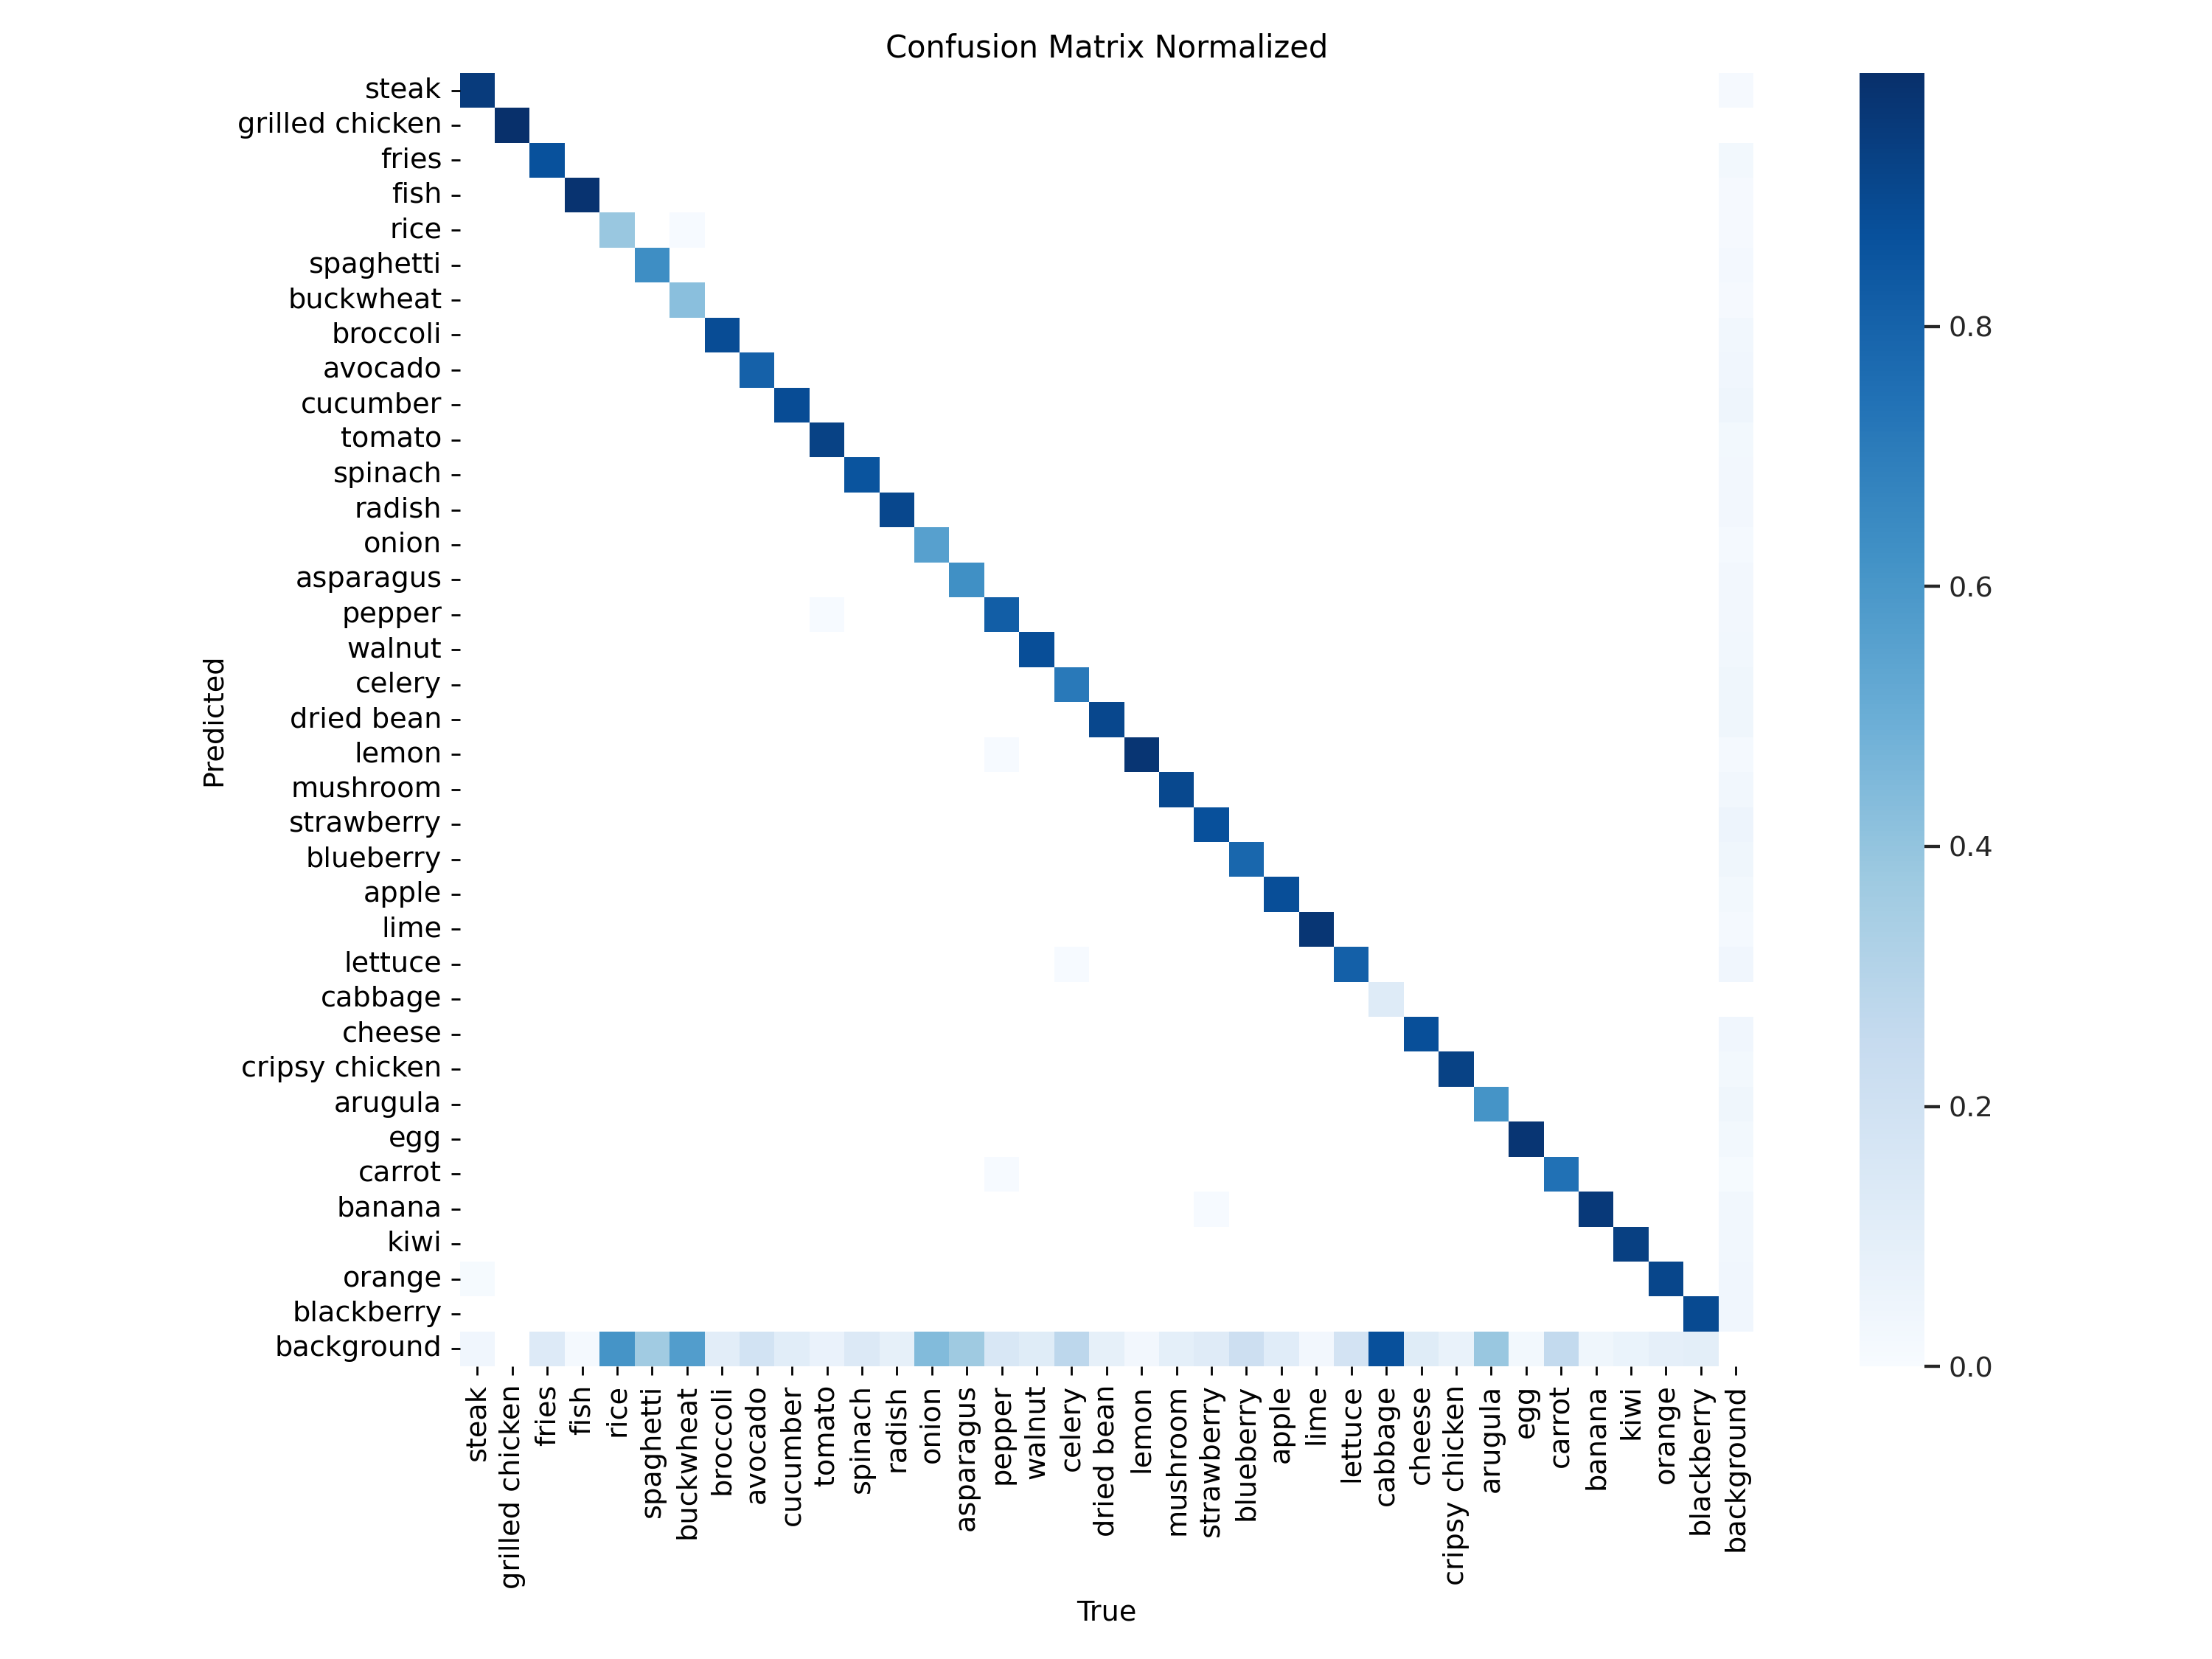 Confusion Matrix Normalized
steak
grilled chicken
fries
fish
rice
spaghetti
buckwheat
broccoli
avocado
cucumber
tomato
spinach
radish
onion
asparagus
pepper
walnut
celery
dried bean
lemon
mushroom
strawberry
blueberry
apple
lime
lettuce
cabbage
cheese
cripsy chicken
arugula
egg
carrot
banana
kiwi
orange
blackberry
background
Predicted
steak
grilled chicken
fries
fish
rice
spaghetti
buckwheat
broccoli
avocado
cucumber
tomato
spinach
radish
onion
asparagus
pepper
walnut
celery
dried bean
lemon
mushroom
strawberry
blueberry
apple
lime
lettuce
cabbage
cheese
cripsy chicken
arugula
egg
carrot
banana
kiwi
orange
blackberry
background
True
0.8
0.6
0.4
0.2
0.0